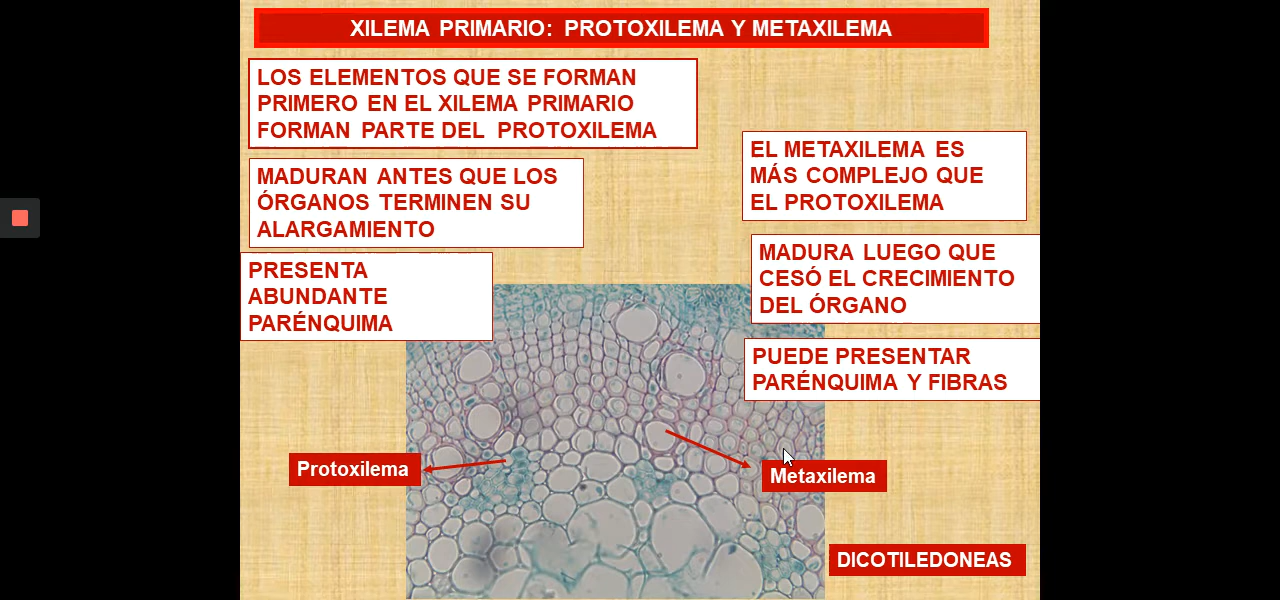 XILEMA PRIMARIO: PROTOXILEMA Y METAXILEMA
LOS ELEMENTOS QUE SE FORMAN
PRIMERO EN EL XILEMA PRIMARIO
FORMAN PARTE DEL PROTOXILEMA
MADURAN ANTES QUE LOS
ÓRGANOS TERMINEN SU
ALARGAMIENTO
PRESENTA
ABUNDANTE
PARÉNQUIMA
EL METAXILEMA ES
MÁS COMPLEJO QUE
EL PROTOXILEMA
MADURA LUEGO QUE
CESÓ EL CRECIMIENTO
DEL ÓRGANO
PUEDE PRESENTAR
PARÉNQUIMA Y FIBRAS
Protoxilema
Metaxilema
DICOTILEDONEAS